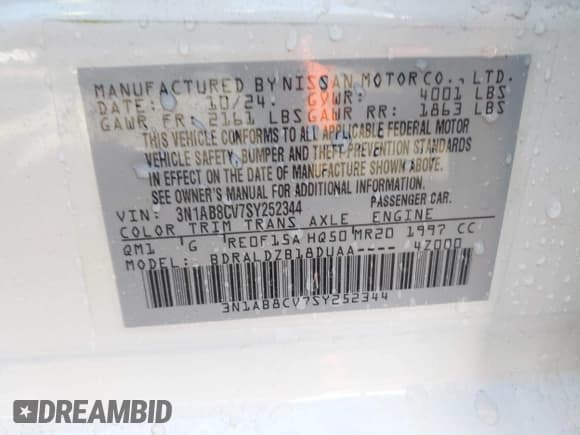 MANUFACTURED BY NISSAN MOTOR CO., LTD.
DATE: 10/24 GVWR: 4001 LBS
GAWR FR: 2161 LBS GAWR RR: 1863 LBS
THIS VEHICLE CONFORMS TO ALL APPLICABLE FEDERAL MOTOR
VEHICLE SAFETY, BUMPER AND THEFT PREVENTION STANDARDS
IN EFFECT ON THE DATE OF MANUFACTURE SHOWN ABOVE.
SEE OWNER'S MANUAL FOR ADDITIONAL INFORMATION.
VIN: 3N1AB8CV7SY252344 PASSENGER CAR.
COLOR TRIM TRANS AXLE ENGINE
QM1 G RE0F15A HQ50 MR20 1997 CC
MODEL: BDRALDZB18DUAA---- 4Z000
3N1AB8CV7SY252344
DREAMBID